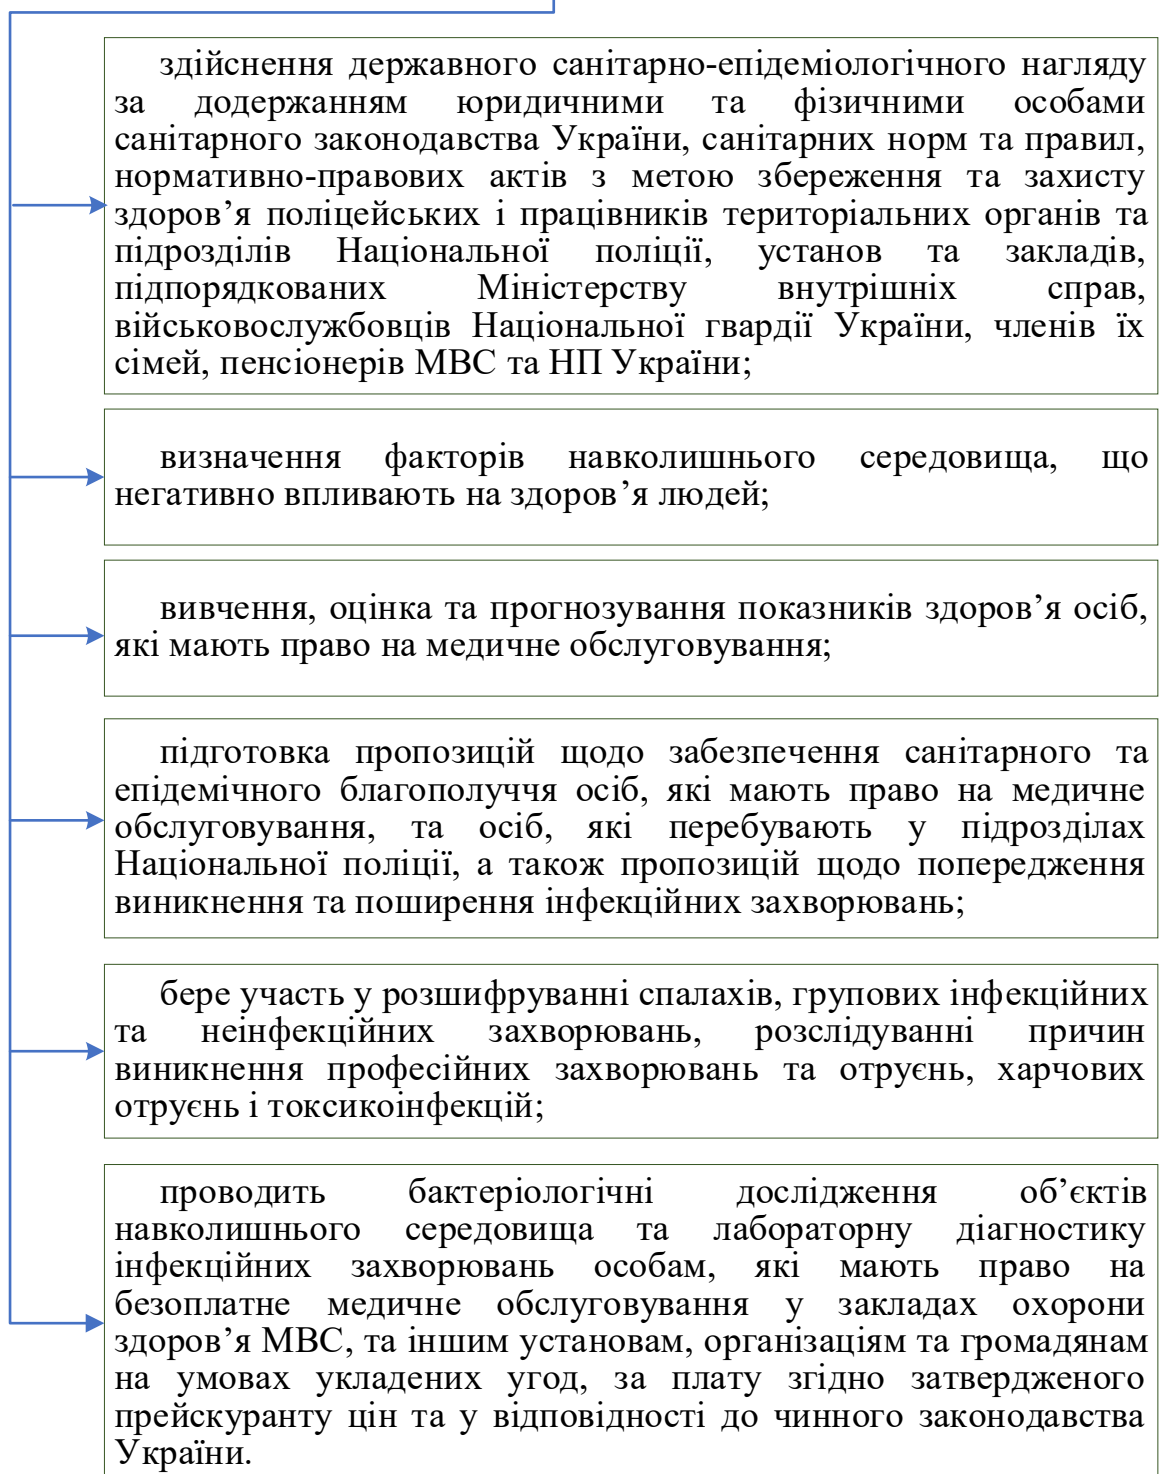 здійснення державного санітарно-епідеміологічного нагляду
за додержанням юридичними та фізичними особами
санітарного законодавства України, санітарних норм та правил,
нормативно-правових актів з метою збереження та захисту
здоров’я поліцейських і працівників територіальних органів та
підрозділів Національної поліції, установ та закладів,
підпорядкованих Міністерству внутрішніх справ,
військовослужбовців Національної гвардії України, членів їх
сімей, пенсіонерів МВС та НП України;
визначення факторів навколишнього середовища, що
негативно впливають на здоров’я людей;
вивчення, оцінка та прогнозування показників здоров’я осіб,
які мають право на медичне обслуговування;
підготовка пропозицій щодо забезпечення санітарного та
епідемічного благополуччя осіб, які мають право на медичне
обслуговування, та осіб, які перебувають у підрозділах
Національної поліції, а також пропозицій щодо попередження
виникнення та поширення інфекційних захворювань;
бере участь у розшифруванні спалахів, групових інфекційних
та неінфекційних захворювань, розслідуванні причин
виникнення професійних захворювань та отруєнь, харчових
отруєнь і токсикоінфекцій;
проводить бактеріологічні дослідження об’єктів
навколишнього середовища та лабораторну діагностику
інфекційних захворювань особам, які мають право на
безоплатне медичне обслуговування у закладах охорони
здоров’я МВС, та іншим установам, організаціям та громадянам
на умовах укладених угод, за плату згідно затвердженого
прейскуранту цін та у відповідності до чинного законодавства
України.